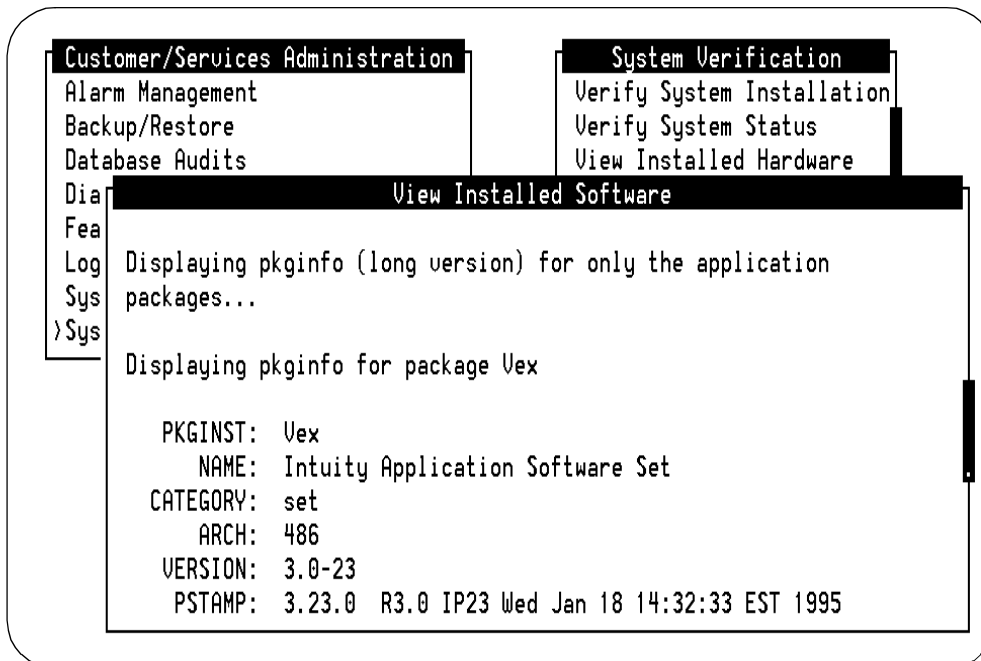 Customer/Services Administration
Alarm Management
Backup/Restore
Database Audits
Dia
Fea
Log
Sys
>Sys
System Verification
Verify System Installation
Verify System Status
View Installed Hardware
View Installed Software
Displaying pkginfo (long version) for only the application
packages...
Displaying pkginfo for package Vex
PKGINST: Vex
NAME: Intuity Application Software Set
CATEGORY: set
ARCH: 486
VERSION: 3.0-23
PSTAMP: 3.23.0 R3.0 IP23 Wed Jan 18 14:32:33 EST 1995